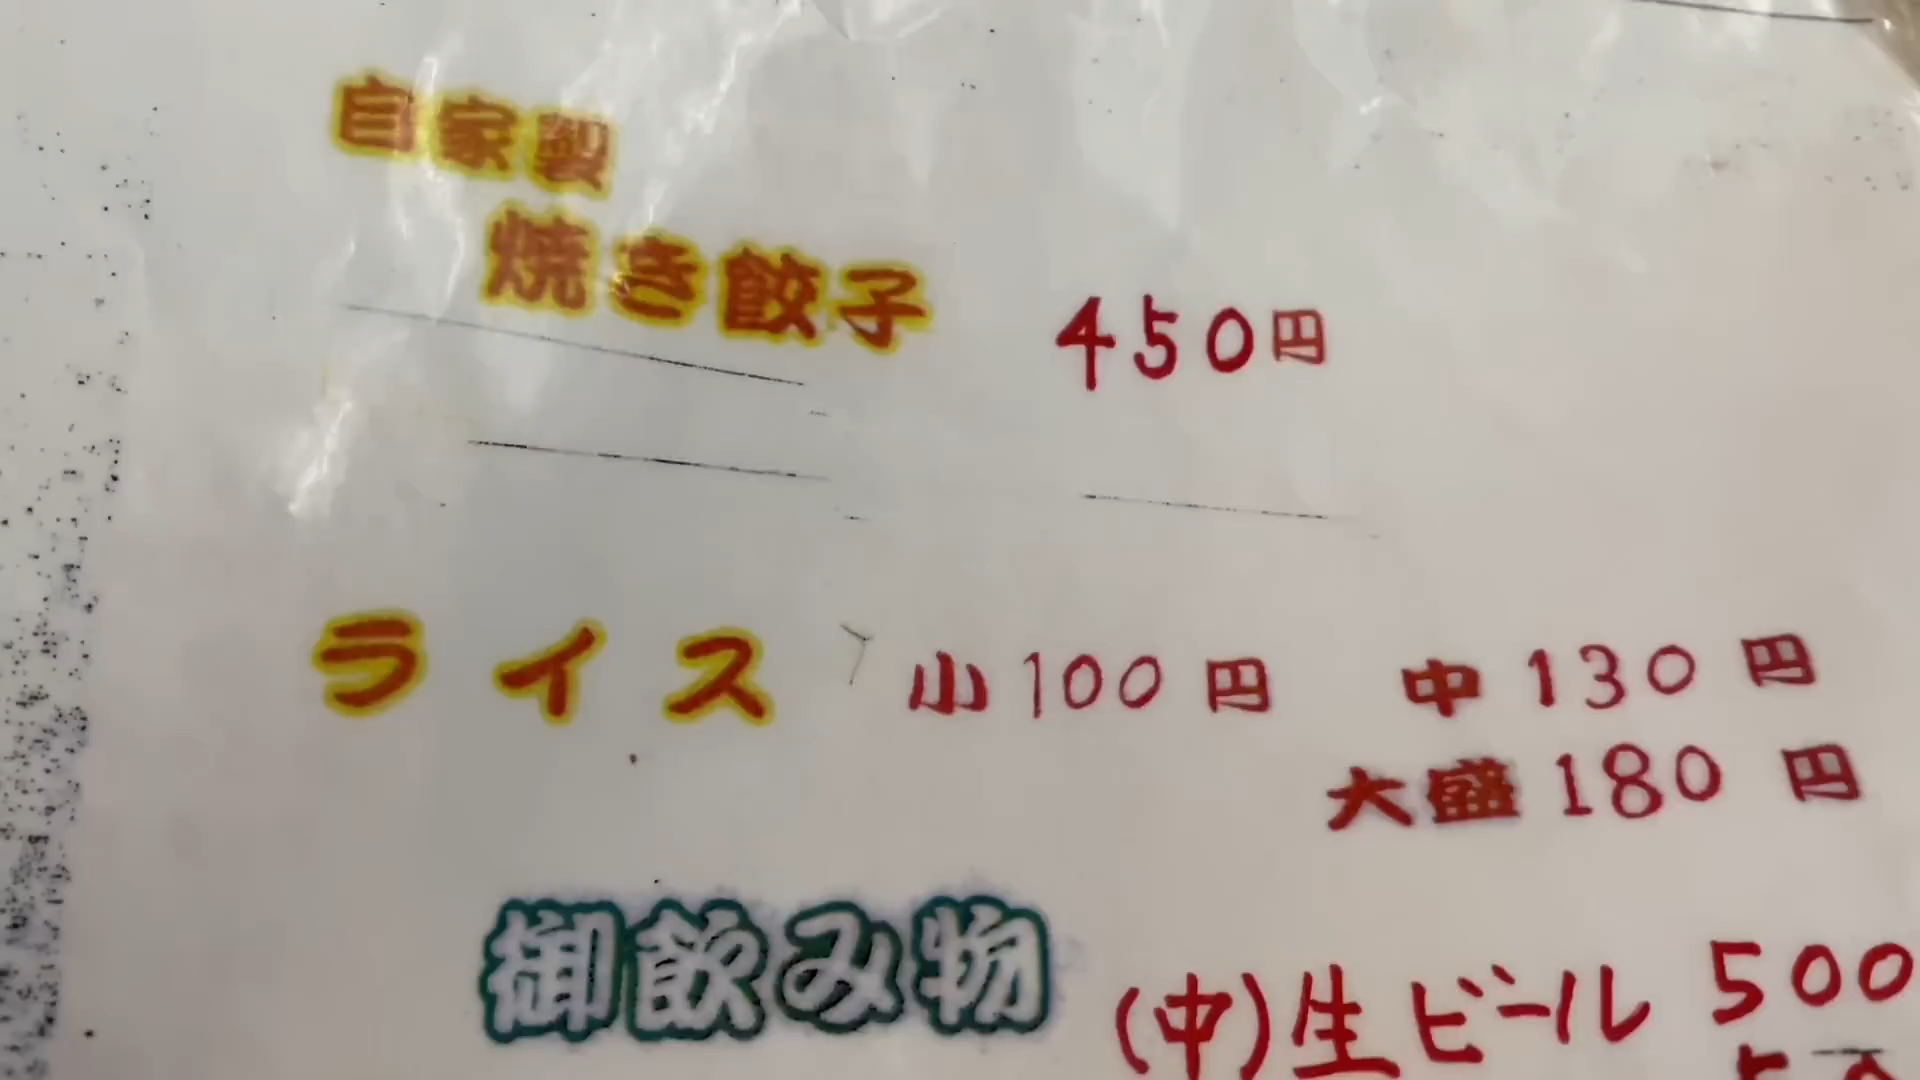 自家製
焼き餃子 450円
ライス 小100円 中130円
大盛180円
御飲み物
(中)生ビール 500